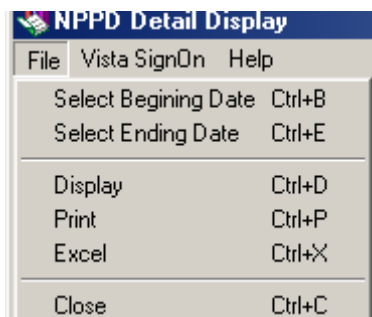 NPPD Detail Display
File Vista SignOn Help
Select Begining Date Ctrl+B
Select Ending Date Ctrl+E
Display Ctrl+D
Print Ctrl+P
Excel Ctrl+X
Close Ctrl+C